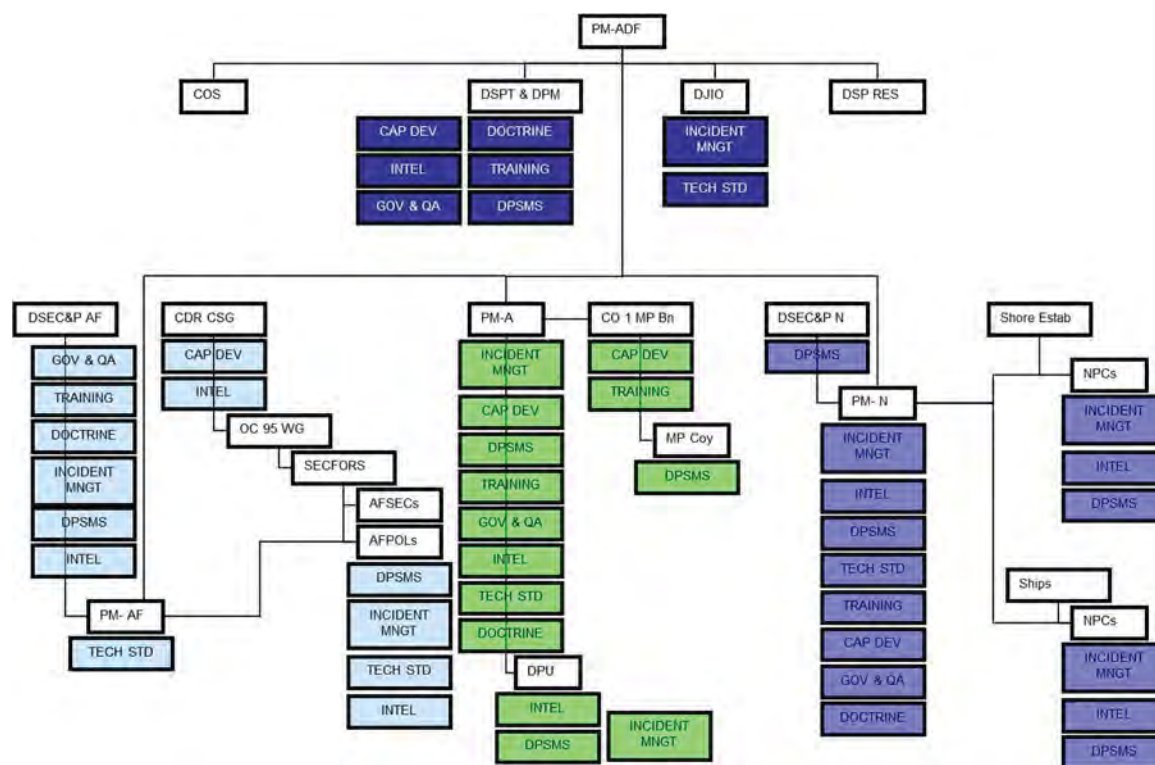 PM-ADF
COS
DSPT & DPM
DJIO
DSP RES
CAP DEV
DOCTRINE
INCIDENT
MNGT
INTEL
TRAINING
TECH STD
GOV & QA
DPSMS
DSEC&P AF
GOV & QA
TRAINING
DOCTRINE
INCIDENT
MNGT
DPSMS
INTEL
PM- AF
TECH STD
CDR CSG
CAP DEV
INTEL
OC 95 WG
SECFORS
AFSECs
AFPOLs
DPSMS
INCIDENT
MNGT
TECH STD
INTEL
PM-A
INCIDENT
MNGT
CAP DEV
DPSMS
TRAINING
GOV & QA
INTEL
TECH STD
DOCTRINE
DPU
INTEL
DPSMS
INCIDENT
MNGT
CO 1 MP Bn
CAP DEV
TRAINING
MP Coy
DPSMS
DSEC&P N
DPSMS
PM- N
INCIDENT
MNGT
INTEL
DPSMS
TECH STD
TRAINING
CAP DEV
GOV & QA
DOCTRINE
Shore Estab
NPCs
INCIDENT
MNGT
INTEL
DPSMS
Ships
NPCs
INCIDENT
MNGT
INTEL
DPSMS